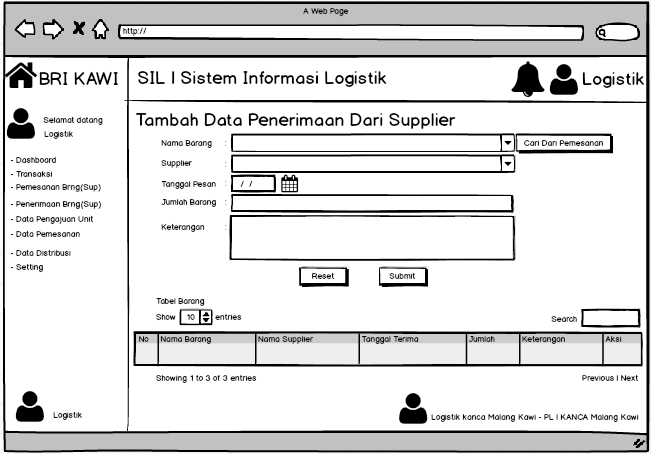 A Web Page
http://
BRI KAWI
SIL I Sistem Informasi Logistik
Logistik
Selamat datang
Logistik
- Dashboard
- Transaksi
- Pemesanan Brng(Sup)
- Penerimaan Brng(Sup)
- Data Pengajuan Unit
- Data Pemesanan
- Data Distribusi
- Setting
Logistik
Tambah Data Penerimaan Dari Supplier
Nama Barang :
Cari Dari Pemesanan
Supplier :
Tanggal Pesan : / /
Jumlah Barang :
Keterangan :
Reset Submit
Tabel Barang
Show 10 entries
Search
No Nama Barang Nama Supplier Tanggal Terima Jumlah Keterangan Aksi
Showing 1 to 3 of 3 entries
Previous I Next
Logistik kanca Malang Kawi - PL I KANCA Malang Kawi